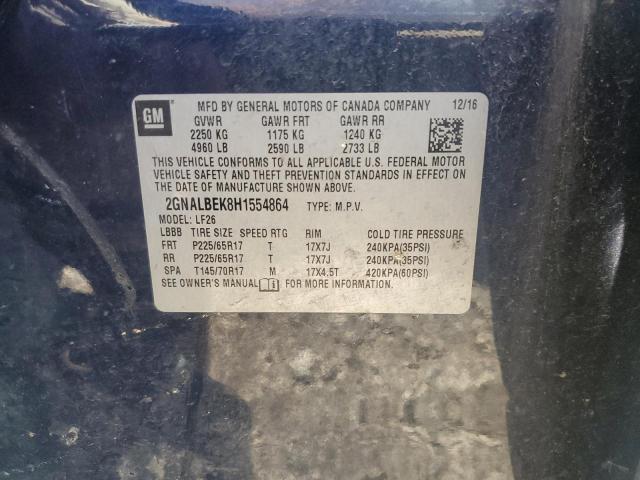 GM
MFD BY GENERAL MOTORS OF CANADA COMPANY 12/16
GVWR GAWR FRT GAWR RR
2250 KG 1175 KG 1240 KG
4960 LB 2590 LB 2733 LB
THIS VEHICLE CONFORMS TO ALL APPLICABLE U.S. FEDERAL MOTOR
VEHICLE SAFETY AND THEFT PREVENTION STANDARDS IN EFFECT ON
THE DATE OF MANUFACTURE SHOWN ABOVE.
2GNALBEK8H1554864 TYPE: M.P.V.
MODEL: LF26
LBBB TIRE SIZE SPEED RTG RIM COLD TIRE PRESSURE
FRT P225/65R17 T 17X7J 240KPA(35PSI)
RR P225/65R17 T 17X7J 240KPA(35PSI)
SPA T145/70R17 M 17X4.5T 420KPA(60PSI)
SEE OWNER'S MANUAL FOR MORE INFORMATION.